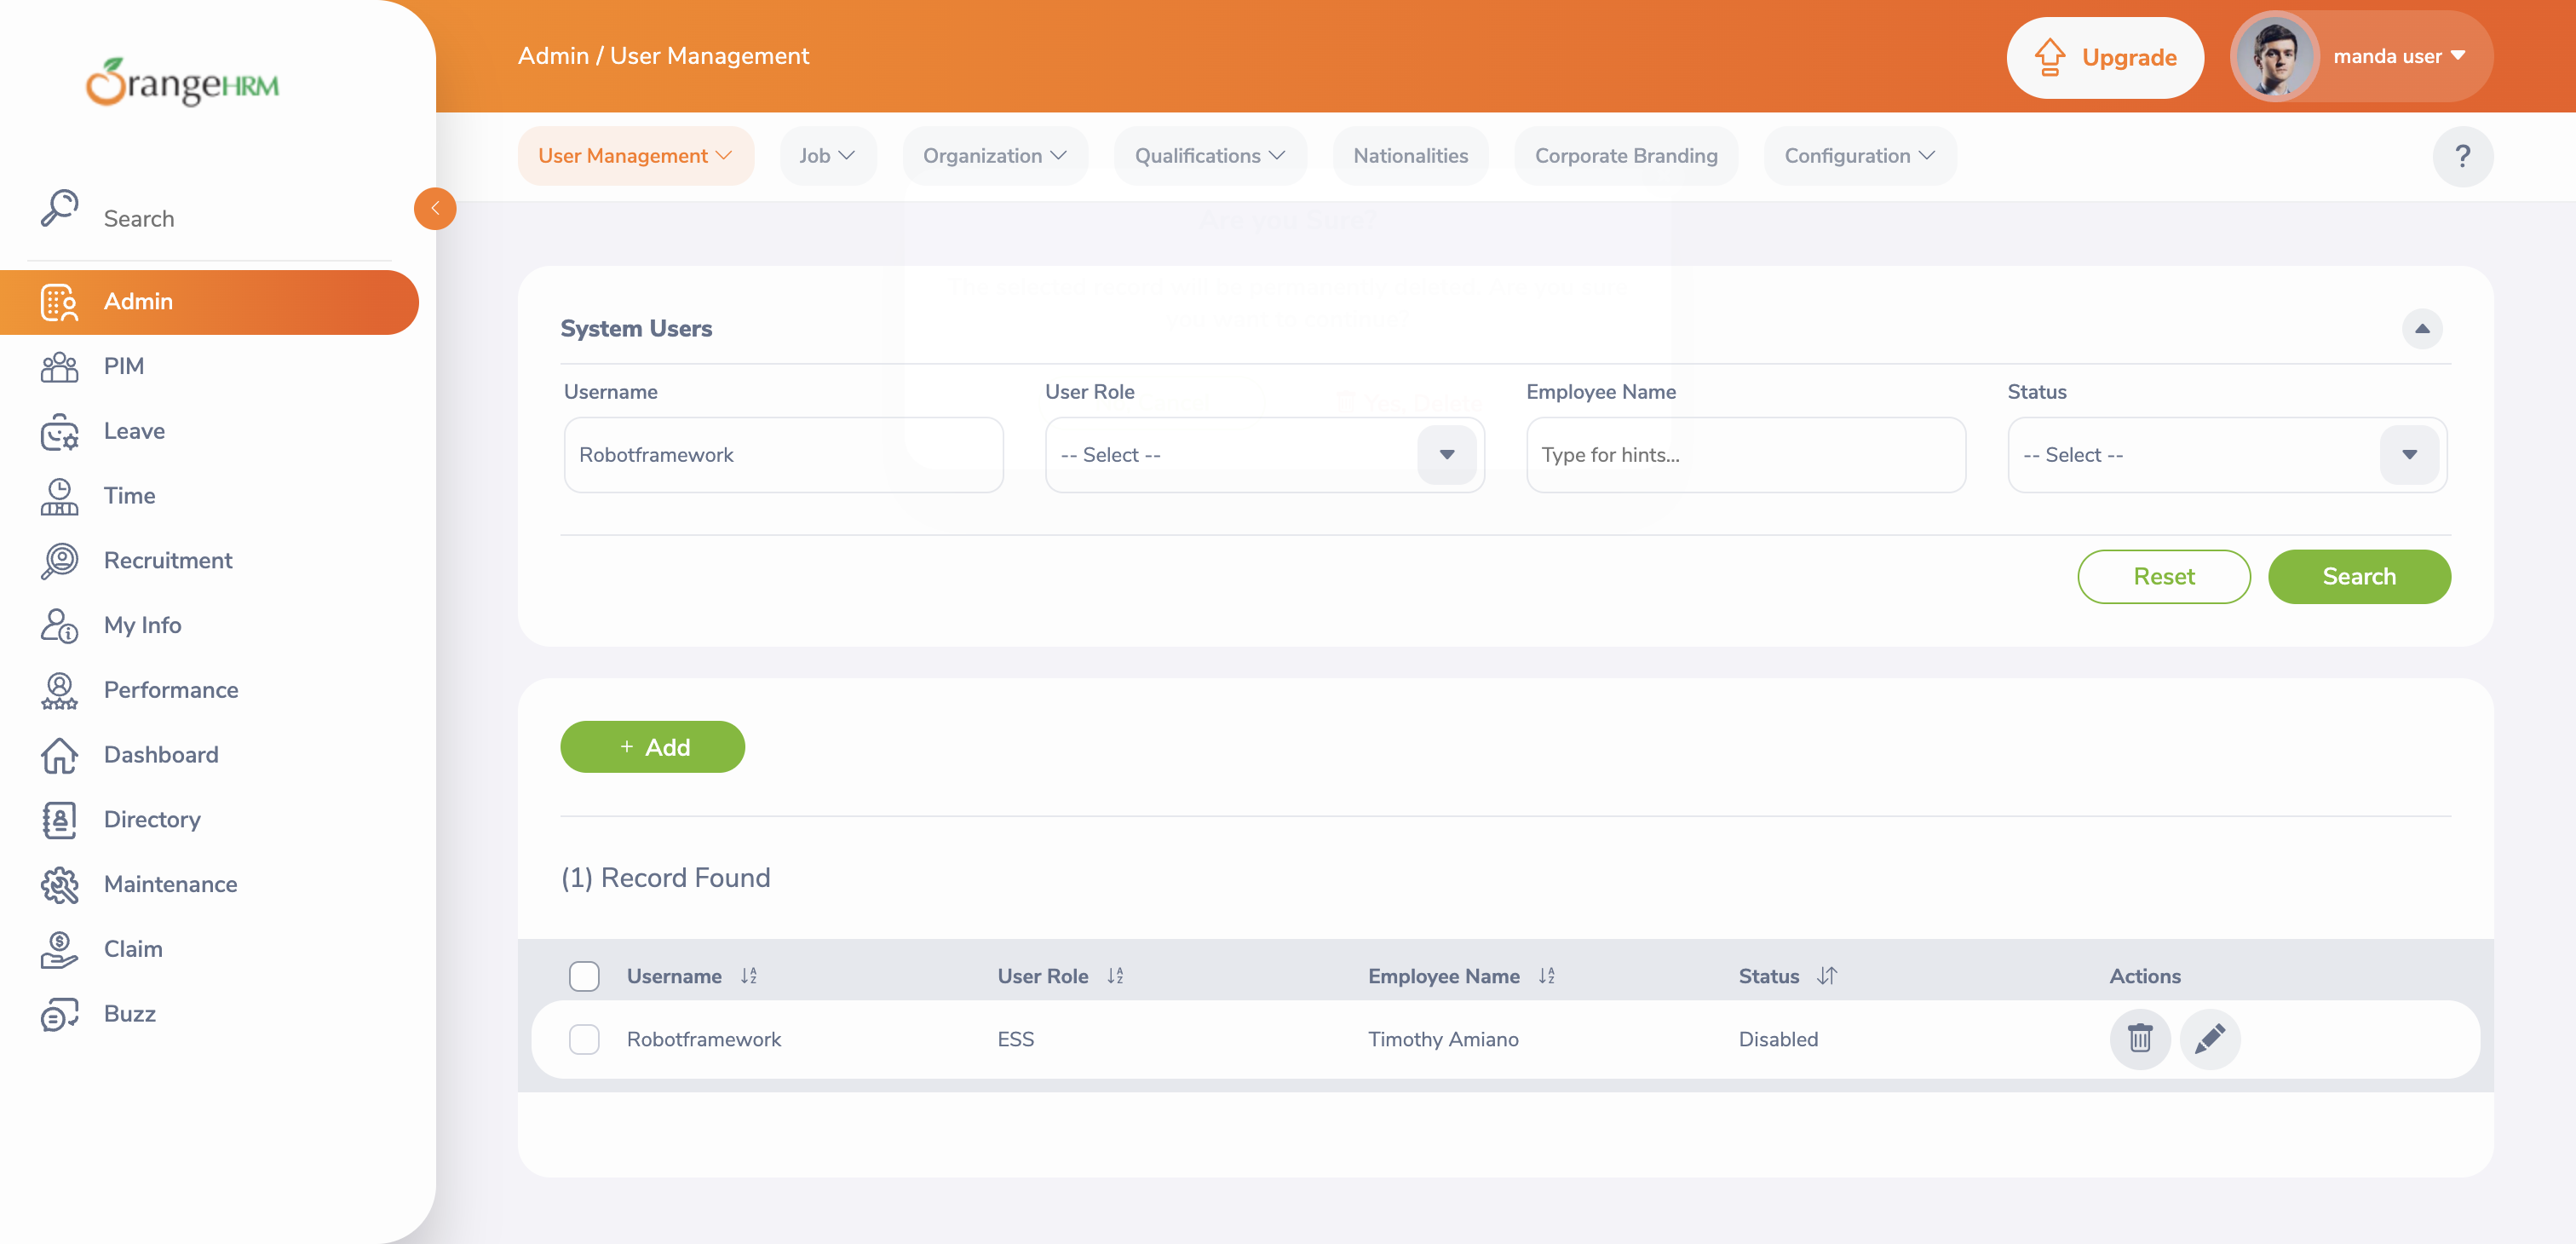 OrangeHRM
Admin / User Management
Upgrade
manda user
User Management
Job
Organization
Qualifications
Nationalities
Corporate Branding
Configuration
?
Search
Admin
PIM
Leave
Time
Recruitment
My Info
Performance
Dashboard
Directory
Maintenance
Claim
Buzz
Are you Sure?
The selected record will be permanently deleted. Are you sure
you want to continue?
Cancel
Yes, Delete
System Users
Username
User Role
Employee Name
Status
Robotframework
-- Select --
Type for hints...
-- Select --
Reset
Search
+ Add
(1) Record Found
Username
User Role
Employee Name
Status
Actions
Robotframework
ESS
Timothy Amiano
Disabled